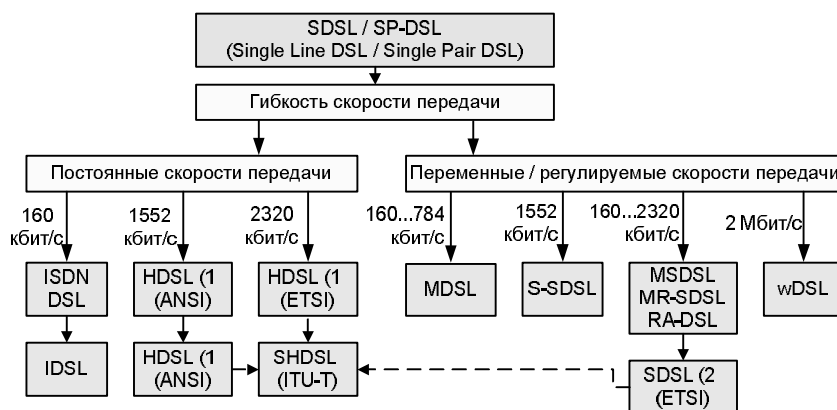 SDSL / SP-DSL
(Single Line DSL / Single Pair DSL)
Гибкость скорости передачи
Постоянные скорости передачи
Переменные / регулируемые скорости передачи
160
кбит/с
1552
кбит/с
2320
кбит/с
160...784
кбит/с
1552
кбит/с
160...2320
кбит/с
2 Мбит/с
ISDN
DSL
HDSL (1
(ANSI)
HDSL (1
(ETSI)
MDSL
S-SDSL
MSDSL
MR-SDSL
RA-DSL
wDSL
IDSL
HDSL (1
(ANSI)
SHDSL
(ITU-T)
SDSL (2
(ETSI)